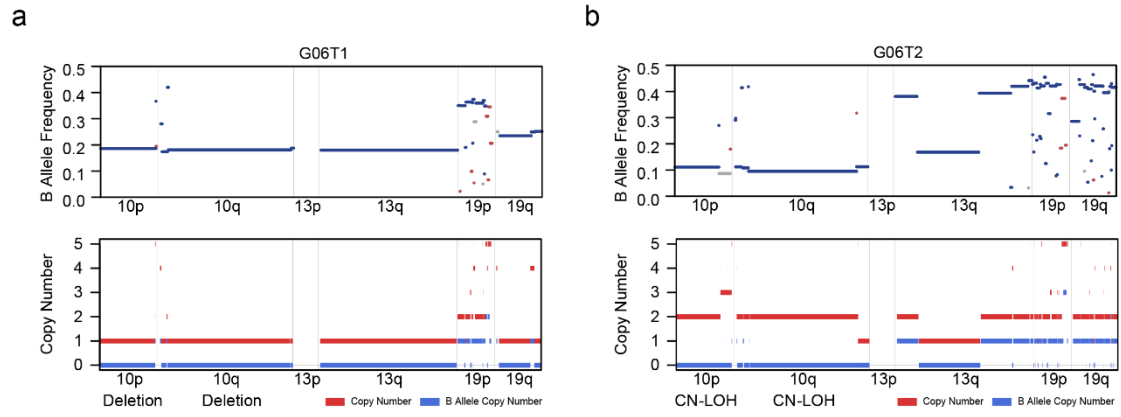 a
G06T1
B Allele Frequency
0.5
0.4
0.3
0.2
0.1
0.0
10p 10q 13p 13q 19p 19q
Copy Number
5
4
3
2
1
0
10p 10q 13p 13q 19p 19q
Deletion Deletion
Copy Number B Allele Copy Number
b
G06T2
B Allele Frequency
0.5
0.4
0.3
0.2
0.1
0.0
10p 10q 13p 13q 19p 19q
Copy Number
5
4
3
2
1
0
10p 10q 13p 13q 19p 19q
CN-LOH CN-LOH
Copy Number B Allele Copy Number